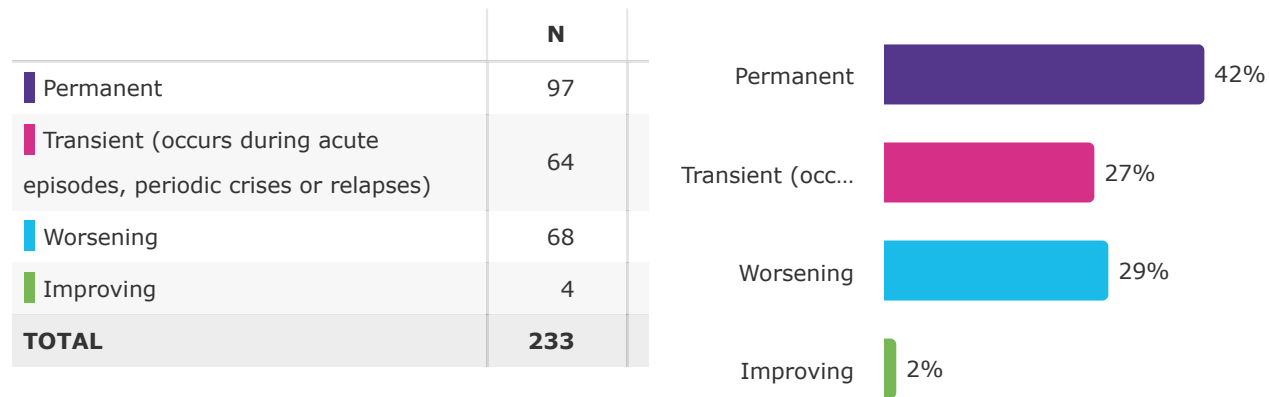 N
Permanent 97
Transient (occurs during acute
episodes, periodic crises or relapses) 64
Worsening 68
Improving 4
TOTAL 233
Permanent 42%
Transient (occ... 27%
Worsening 29%
Improving 2%